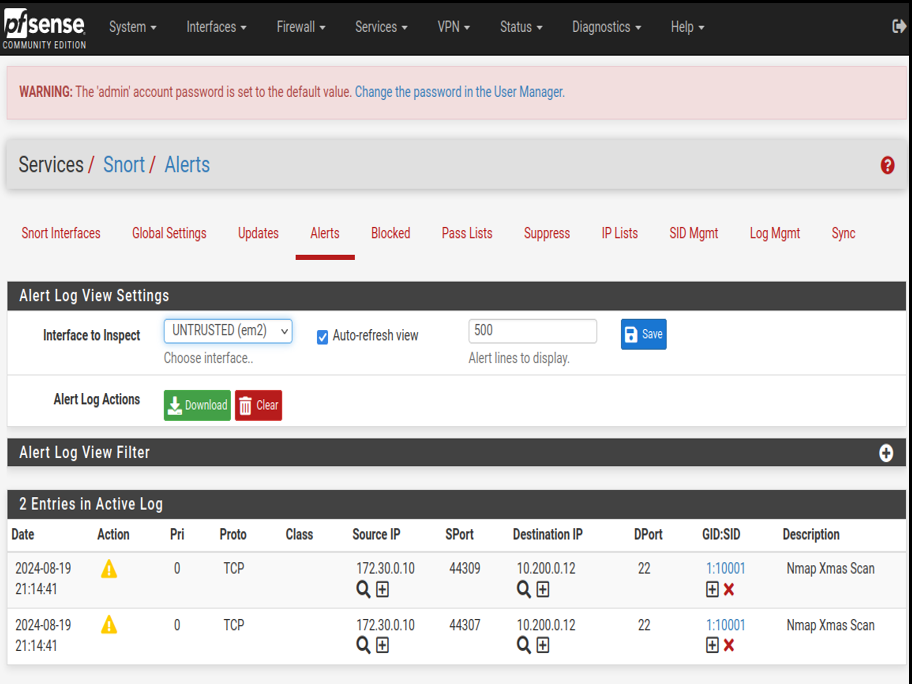 pfsense
COMMUNITY EDITION
System Interfaces Firewall Services VPN Status Diagnostics Help
WARNING: The 'admin' account password is set to the default value. Change the password in the User Manager.
Services / Snort / Alerts
Snort Interfaces Global Settings Updates Alerts Blocked Pass Lists Suppress IP Lists SID Mgmt Log Mgmt Sync
Alert Log View Settings
Interface to Inspect UNTRUSTED (em2) Auto-refresh view 500 Save
Choose interface.. Alert lines to display.
Alert Log Actions Download Clear
Alert Log View Filter
2 Entries in Active Log
Date Action Pri Proto Class Source IP SPort Destination IP DPort GID:SID Description
2024-08-19 0 TCP 172.30.0.10 44309 10.200.0.12 22 1:10001 Nmap Xmas Scan
21:14:41
2024-08-19 0 TCP 172.30.0.10 44307 10.200.0.12 22 1:10001 Nmap Xmas Scan
21:14:41